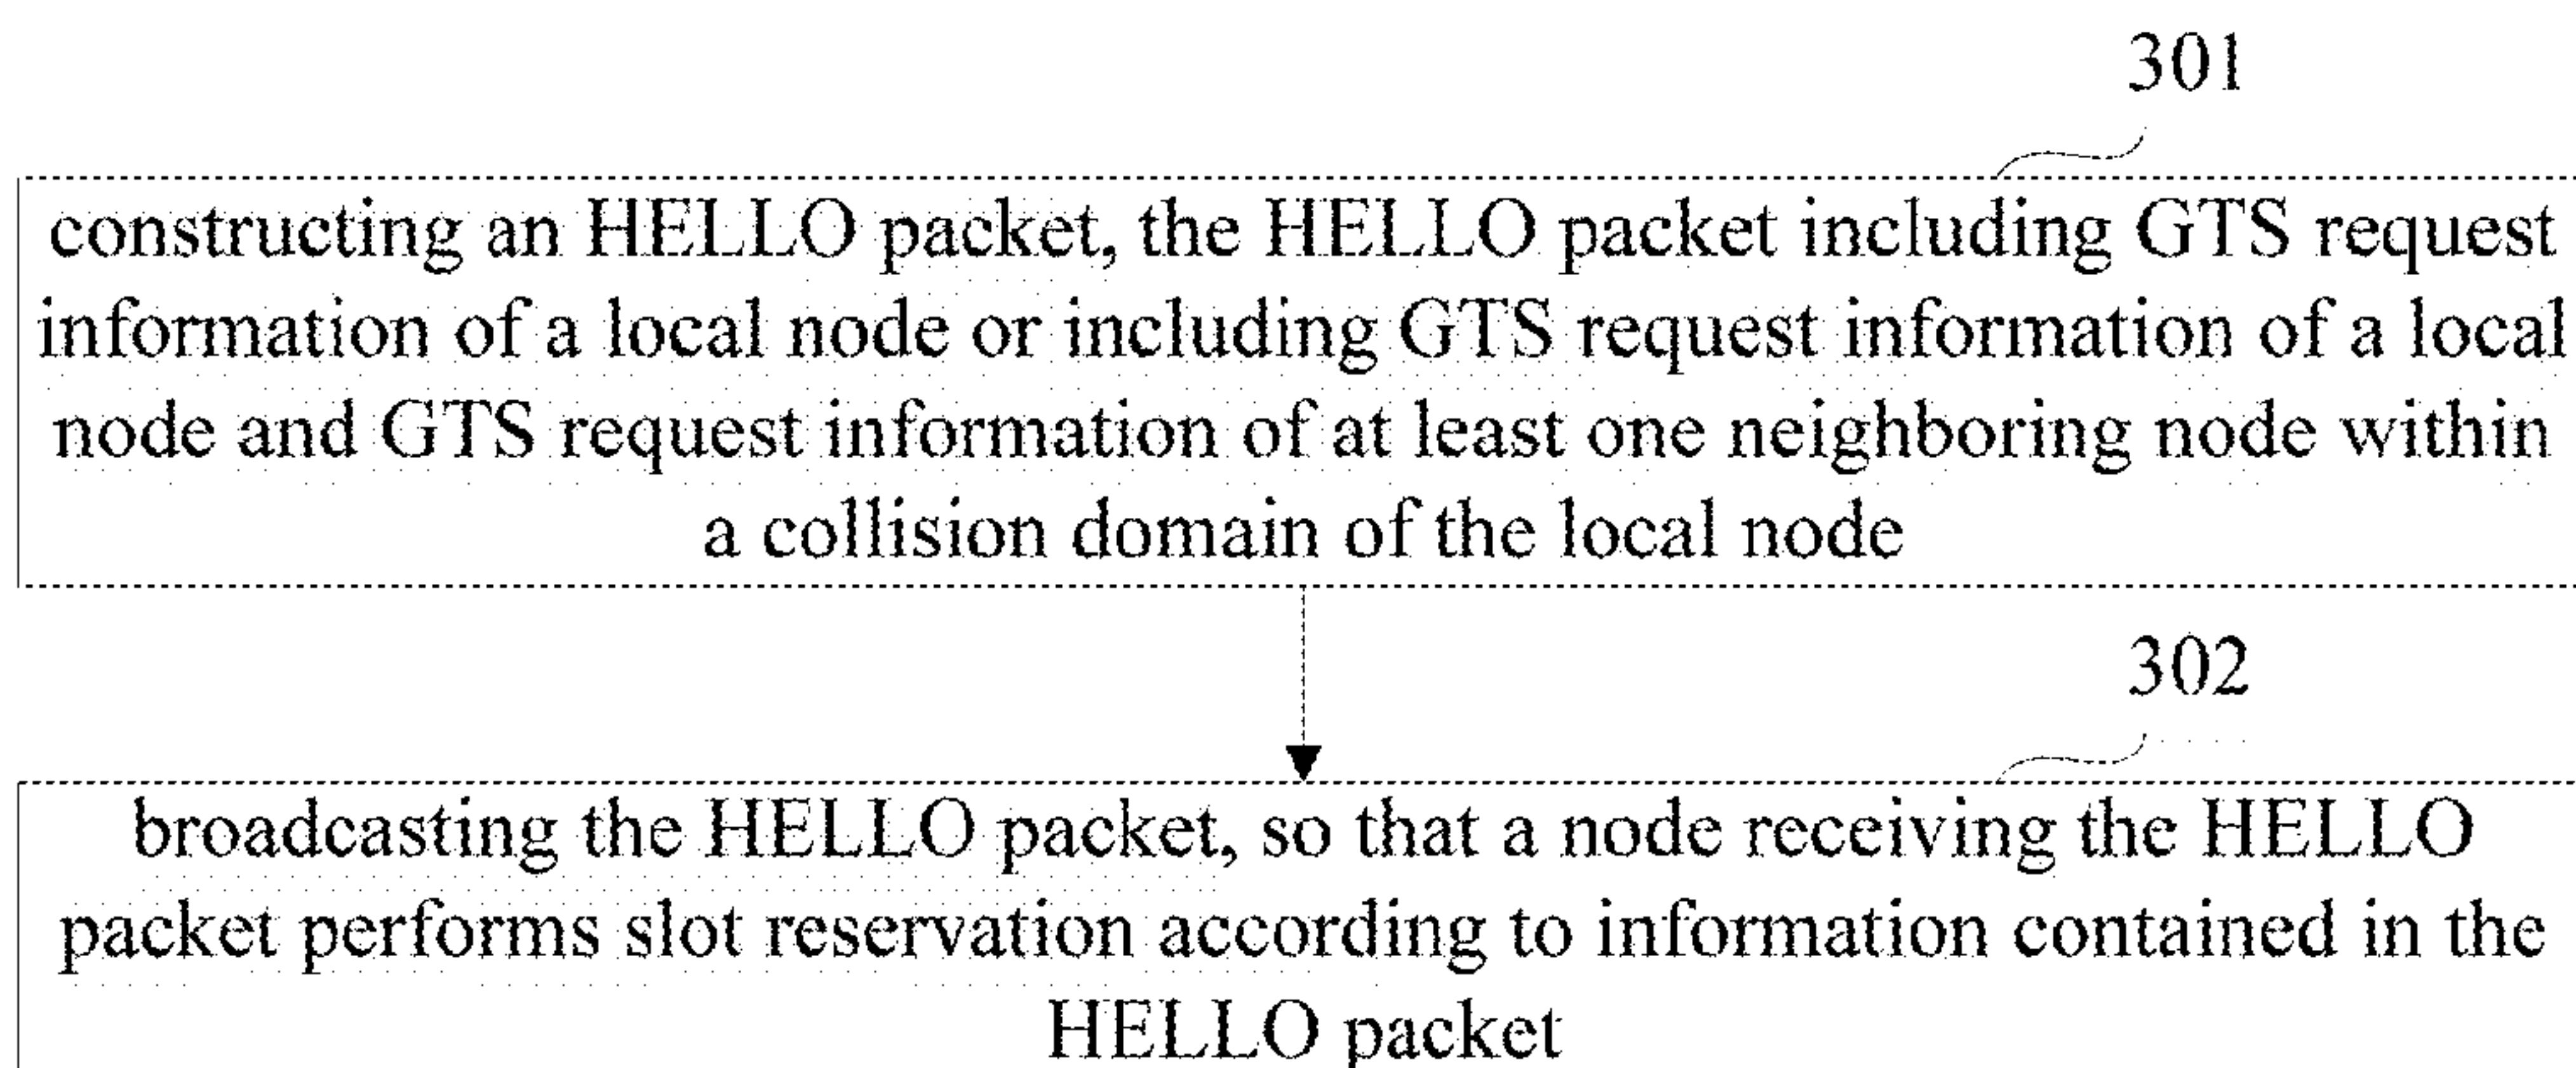 301
constructing an HELLO packet, the HELLO packet including GTS request
information of a local node or including GTS request information of a local
node and GTS request information of at least one neighboring node within
a collision domain of the local node
302
broadcasting the HELLO packet, so that a node receiving the HELLO
packet performs slot reservation according to information contained in the
HELLO packet